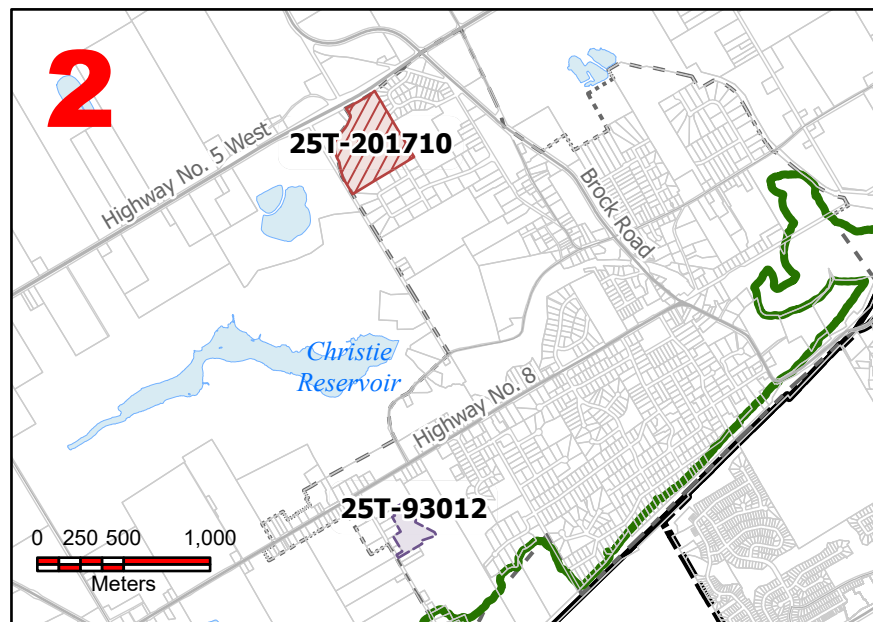 2
25T-201710
Highway No. 5 West
Brock Road
Christie
Reservoir
Highway No. 8
25T-93012
0 250 500 1,000
Meters